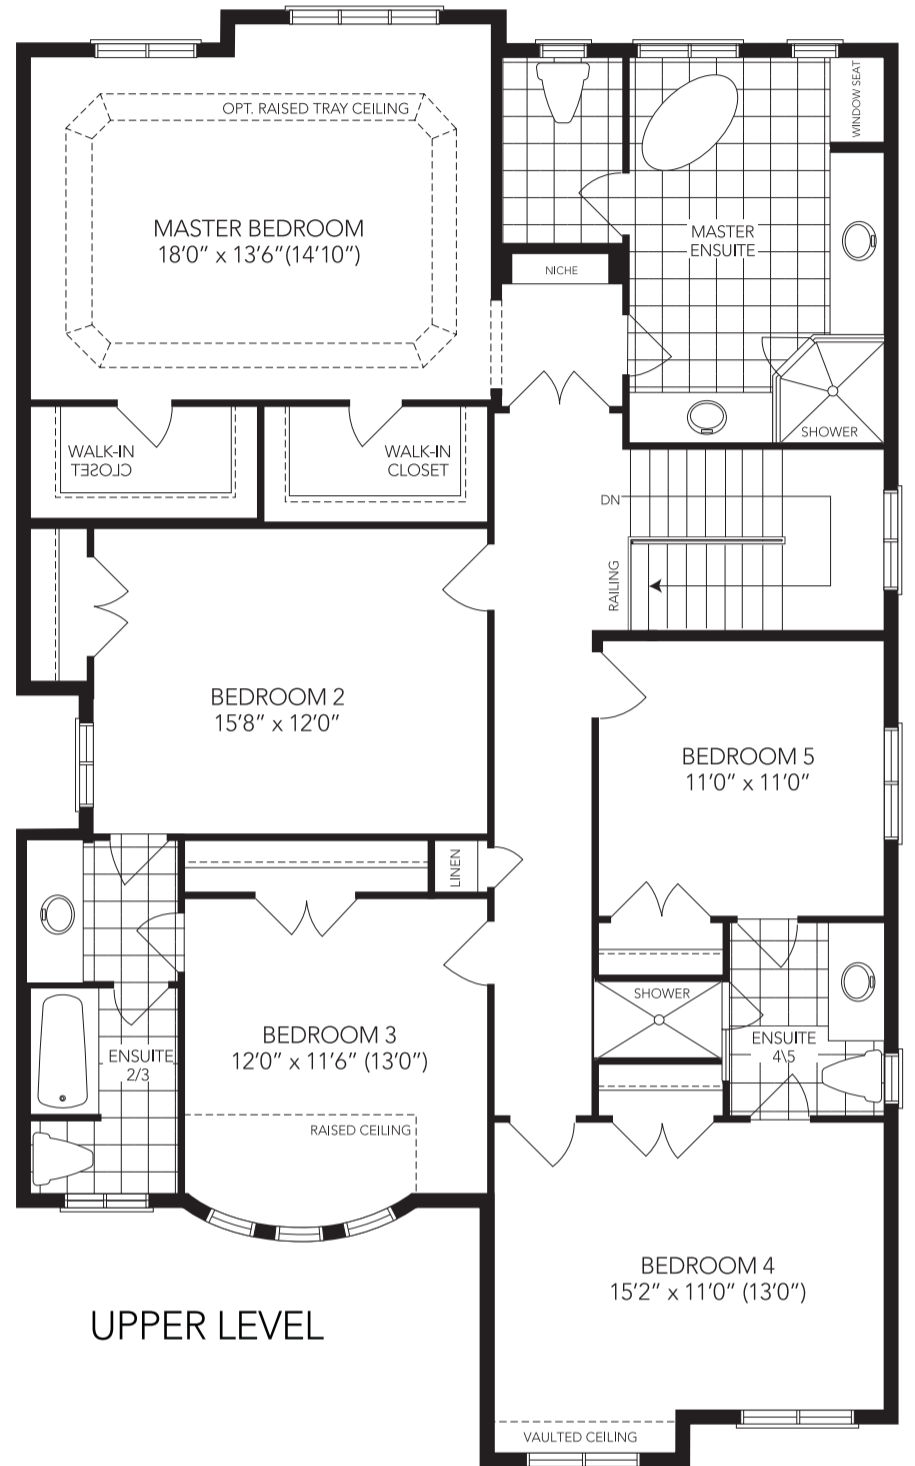 OPT. RAISED TRAY CEILING
WINDOW SEAT
MASTER BEDROOM
18'0" x 13'6"(14'10")
MASTER
ENSUITE
NICHE
SHOWER
WALK-IN
CLOSET
WALK-IN
CLOSET
DN
RAILING
BEDROOM 2
15'8" x 12'0"
BEDROOM 5
11'0" x 11'0"
LINEN
SHOWER
BEDROOM 3
12'0" x 11'6" (13'0")
ENSUITE
2/3
ENSUITE
4\5
RAISED CEILING
BEDROOM 4
15'2" x 11'0" (13'0")
UPPER LEVEL
VAULTED CEILING